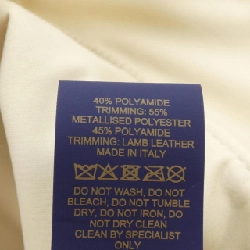 40% POLYAMIDE
TRIMMING: 55%
METALLISED POLYESTER
45% POLYAMIDE
TRIMMING: LAMB LEATHER
MADE IN ITALY
DO NOT WASH, DO NOT
BLEACH, DO NOT TUMBLE
DRY, DO NOT IRON, DO
NOT DRY CLEAN
CLEAN BY SPECIALIST
ONLY